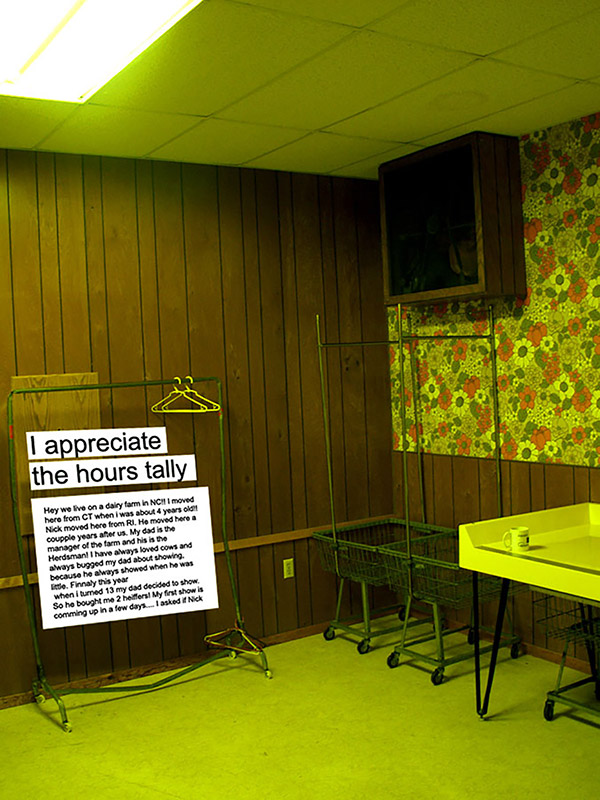 I appreciate
the hours tally
Hey we live on a dairy farm in NC!! I moved
here from CT when i was about 4 years old!!
Nick moved here from RI. He moved here a
coupple years after us. My dad is the
manager of the farm and his is the
Herdsman! I have always loved cows and
always bugged my dad about showing,
because he always showed when he was
little. Finnaly this year
when i turned 13 my dad decided to show.
So he bought me 2 heiffers! My first show is
comming up in a few days.... I asked if Nick